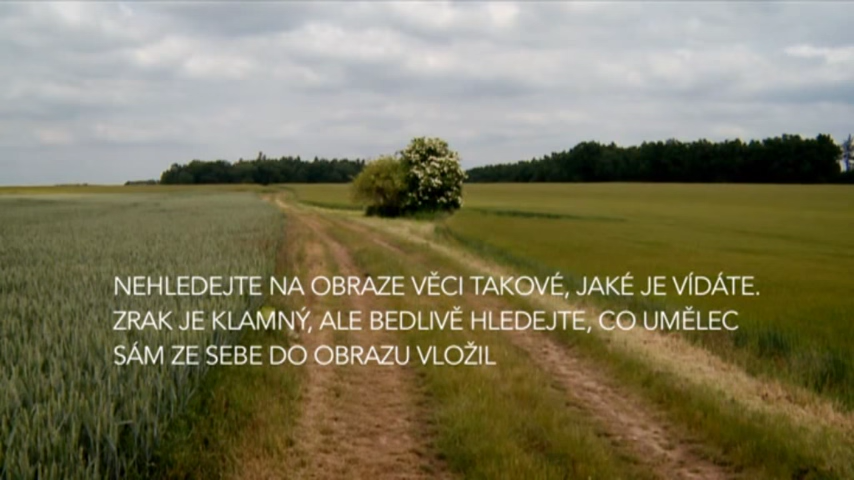 NEHLEDEJTE NA OBRAZE VĚCI TAKOVÉ, JAKÉ JE VÍDÁTE.
ZRAK JE KLAMNÝ, ALE BEDLIVĚ HLEDEJTE, CO UMĚLEC
SÁM ZE SEBE DO OBRAZU VLOŽIL